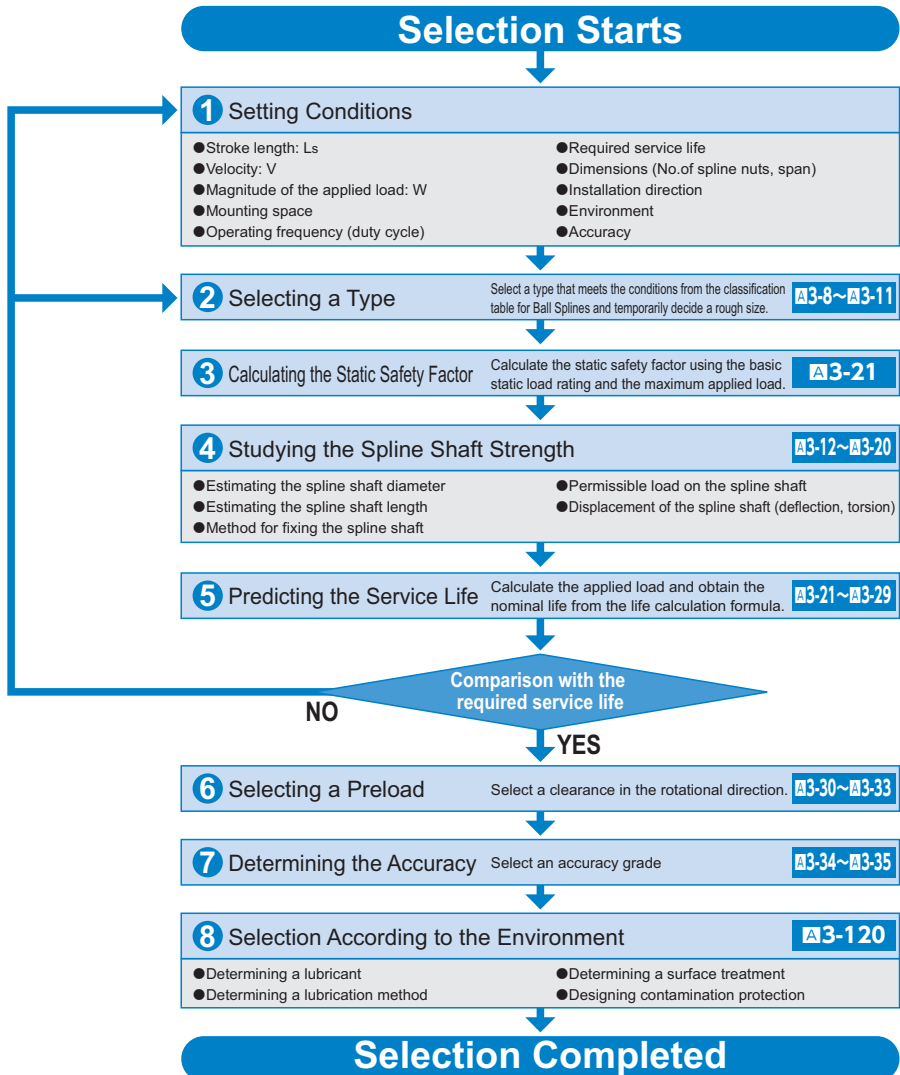 Selection Starts
1 Setting Conditions
●Stroke length: Ls
●Velocity: V
●Magnitude of the applied load: W
●Mounting space
●Operating frequency (duty cycle)
●Required service life
●Dimensions (No.of spline nuts, span)
●Installation direction
●Environment
●Accuracy
2 Selecting a Type
Select a type that meets the conditions from the classification
table for Ball Splines and temporarily decide a rough size.
A3-8~A3-11
3 Calculating the Static Safety Factor
Calculate the static safety factor using the basic
static load rating and the maximum applied load.
A3-21
4 Studying the Spline Shaft Strength
A3-12~A3-20
●Estimating the spline shaft diameter
●Estimating the spline shaft length
●Method for fixing the spline shaft
●Permissible load on the spline shaft
●Displacement of the spline shaft (deflection, torsion)
5 Predicting the Service Life
Calculate the applied load and obtain the
nominal life from the life calculation formula.
A3-21~A3-29
Comparison with the
required service life
NO
YES
6 Selecting a Preload
Select a clearance in the rotational direction.
A3-30~A3-33
7 Determining the Accuracy
Select an accuracy grade
A3-34~A3-35
8 Selection According to the Environment
A3-120
●Determining a lubricant
●Determining a lubrication method
●Determining a surface treatment
●Designing contamination protection
Selection Completed